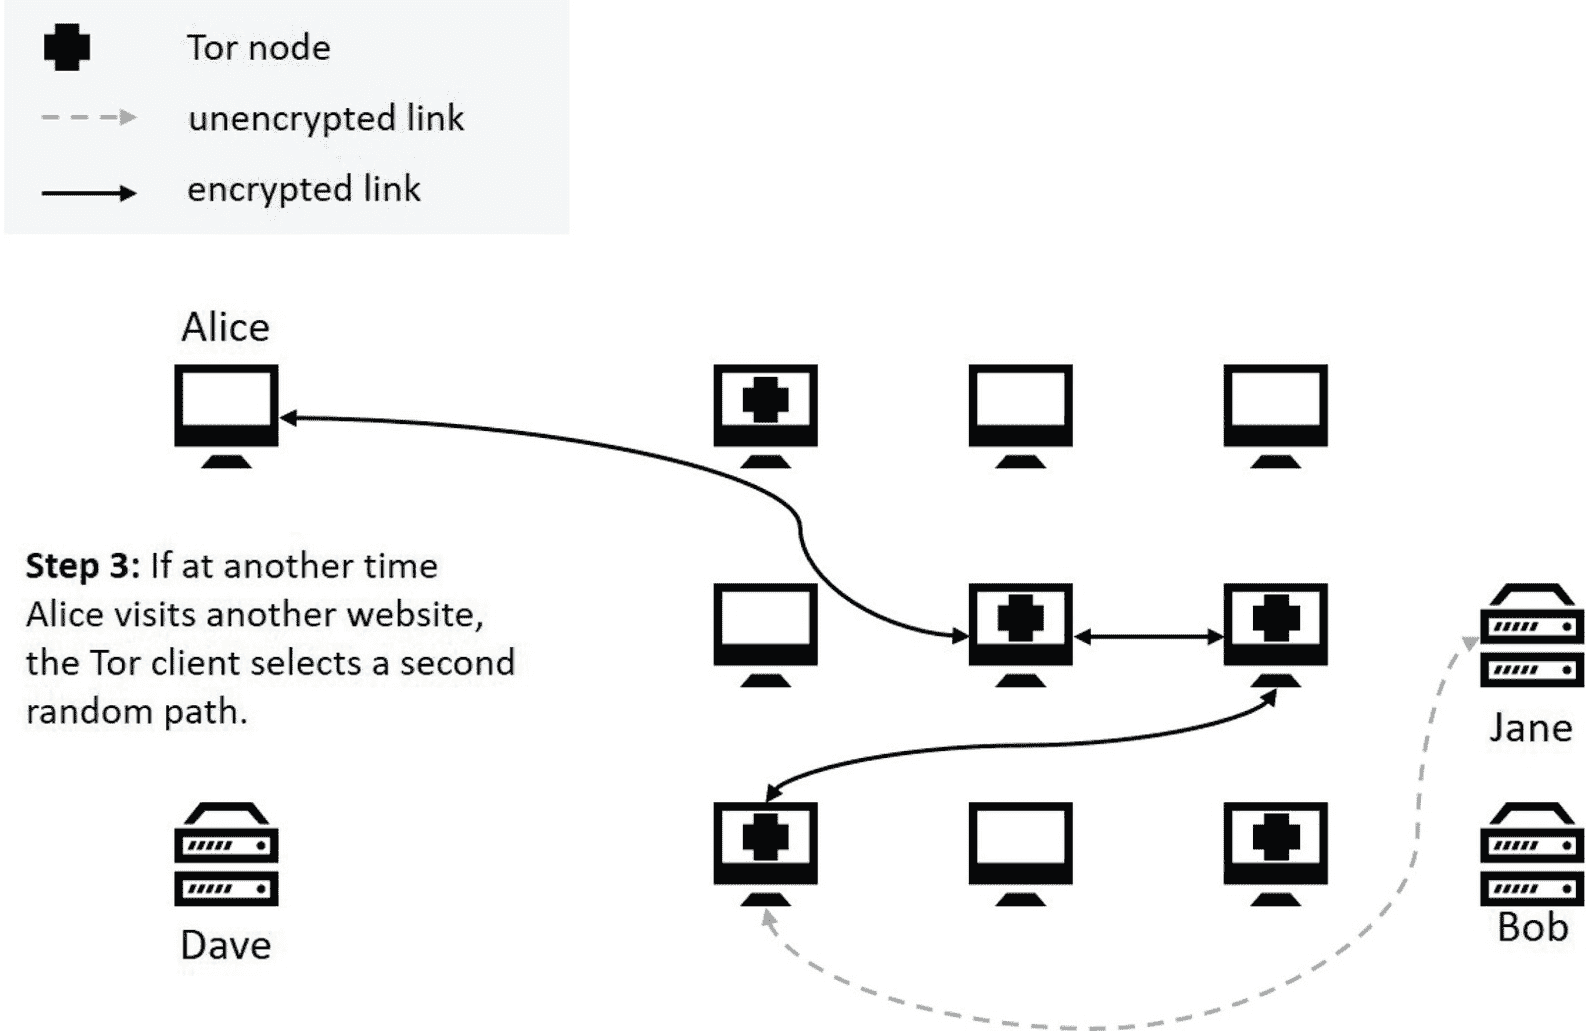 Tor node
unencrypted link
encrypted link
Alice
Step 3: If at another time
Alice visits another website,
the Tor client selects a second
random path.
Jane
Dave
Bob